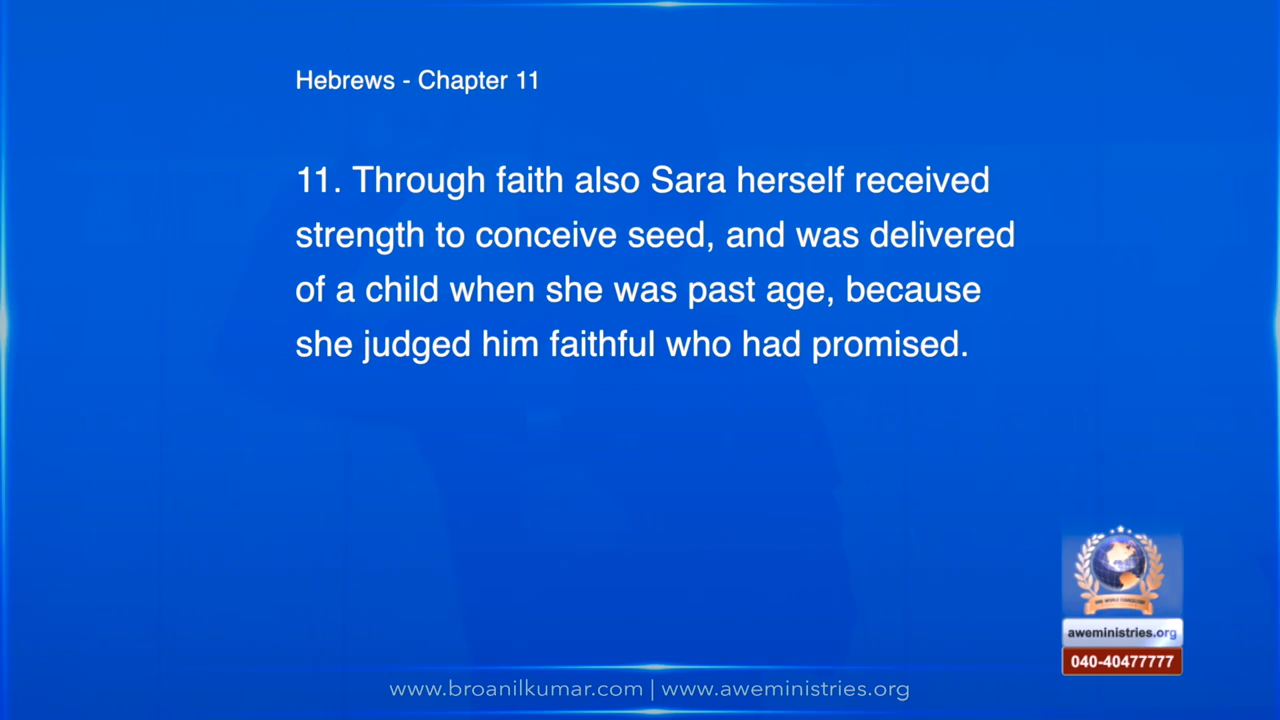 Hebrews - Chapter 11
11. Through faith also Sara herself received
strength to conceive seed, and was delivered
of a child when she was past age, because
she judged him faithful who had promised.
aweministries.org
040-40477777
www.broanilkumar.com | www.aweministries.org